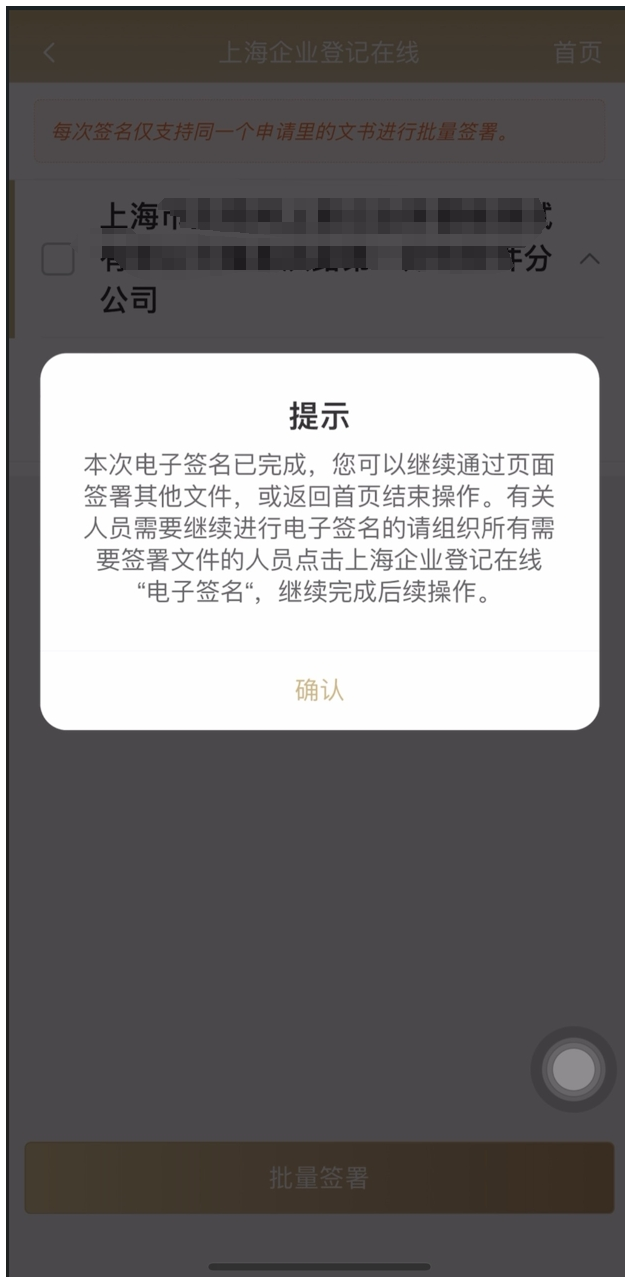 上海企业登记在线
首页
每次签名仅支持同一个申请里的文书进行批量签署。
上海
分
公司
提示
本次电子签名已完成，您可以继续通过页面
签署其他文件，或返回首页结束操作。有关
人员需要继续进行电子签名的请组织所有需
要签署文件的人员点击上海企业登记在线
“电子签名“，继续完成后续操作。
确认
批量签署